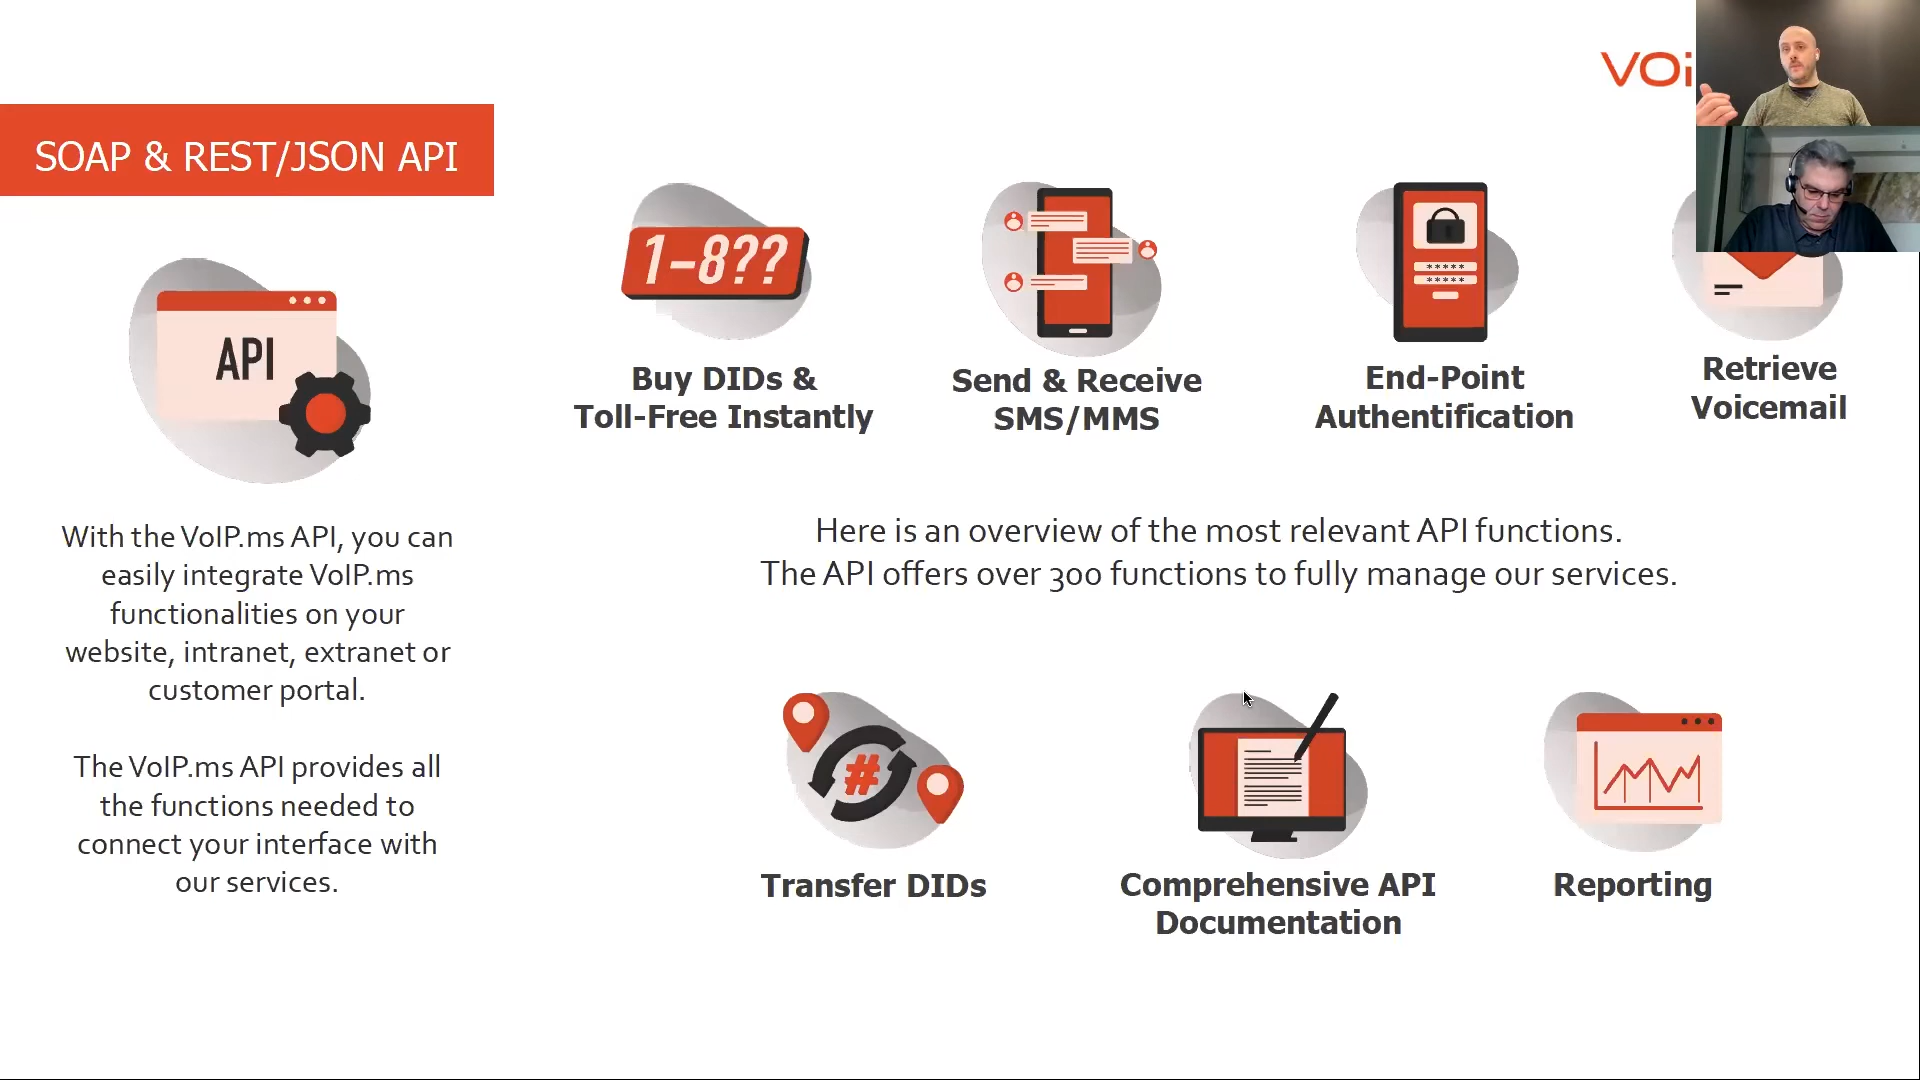 VOi
SOAP & REST/JSON API
1-8??
API
*****
*****
Buy DIDs &
Toll-Free Instantly
Send & Receive
SMS/MMS
End-Point
Authentification
Retrieve
Voicemail
With the VoIP.ms API, you can
easily integrate VoIP.ms
functionalities on your
website, intranet, extranet or
customer portal.
The VoIP.ms API provides all
the functions needed to
connect your interface with
our services.
Here is an overview of the most relevant API functions.
The API offers over 300 functions to fully manage our services.
#
Transfer DIDs
Comprehensive API
Documentation
Reporting